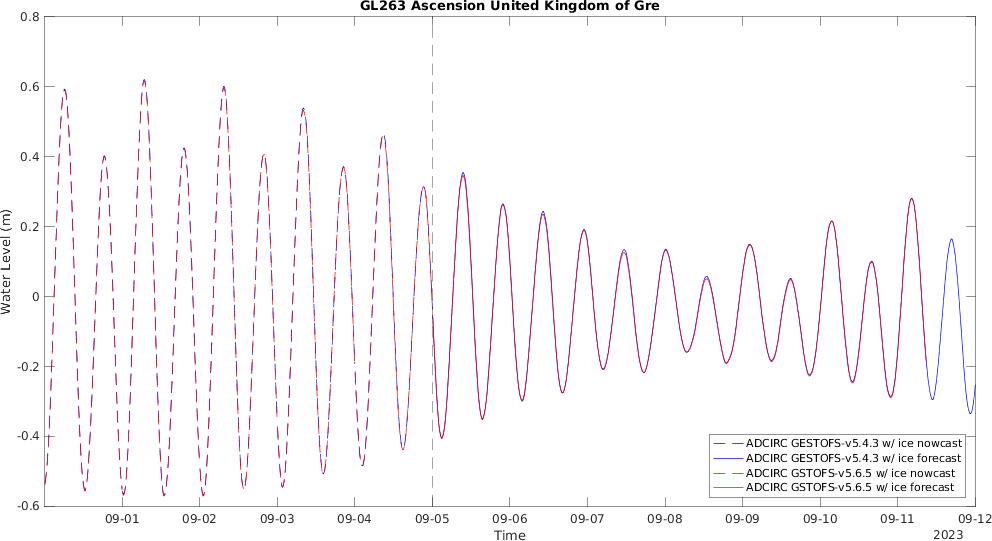 GL263 Ascension United Kingdom of Gre
0.8
0.6
0.4
0.2
0
-0.2
-0.4
-0.6
Water Level (m)
ADCIRC GESTOFS-v5.4.3 w/ ice nowcast
ADCIRC GESTOFS-v5.4.3 w/ ice forecast
ADCIRC GSTOFS-v5.6.5 w/ ice nowcast
ADCIRC GSTOFS-v5.6.5 w/ ice forecast
09-01 09-02 09-03 09-04 09-05 09-06 09-07 09-08 09-09 09-10 09-11 09-12
Time
2023